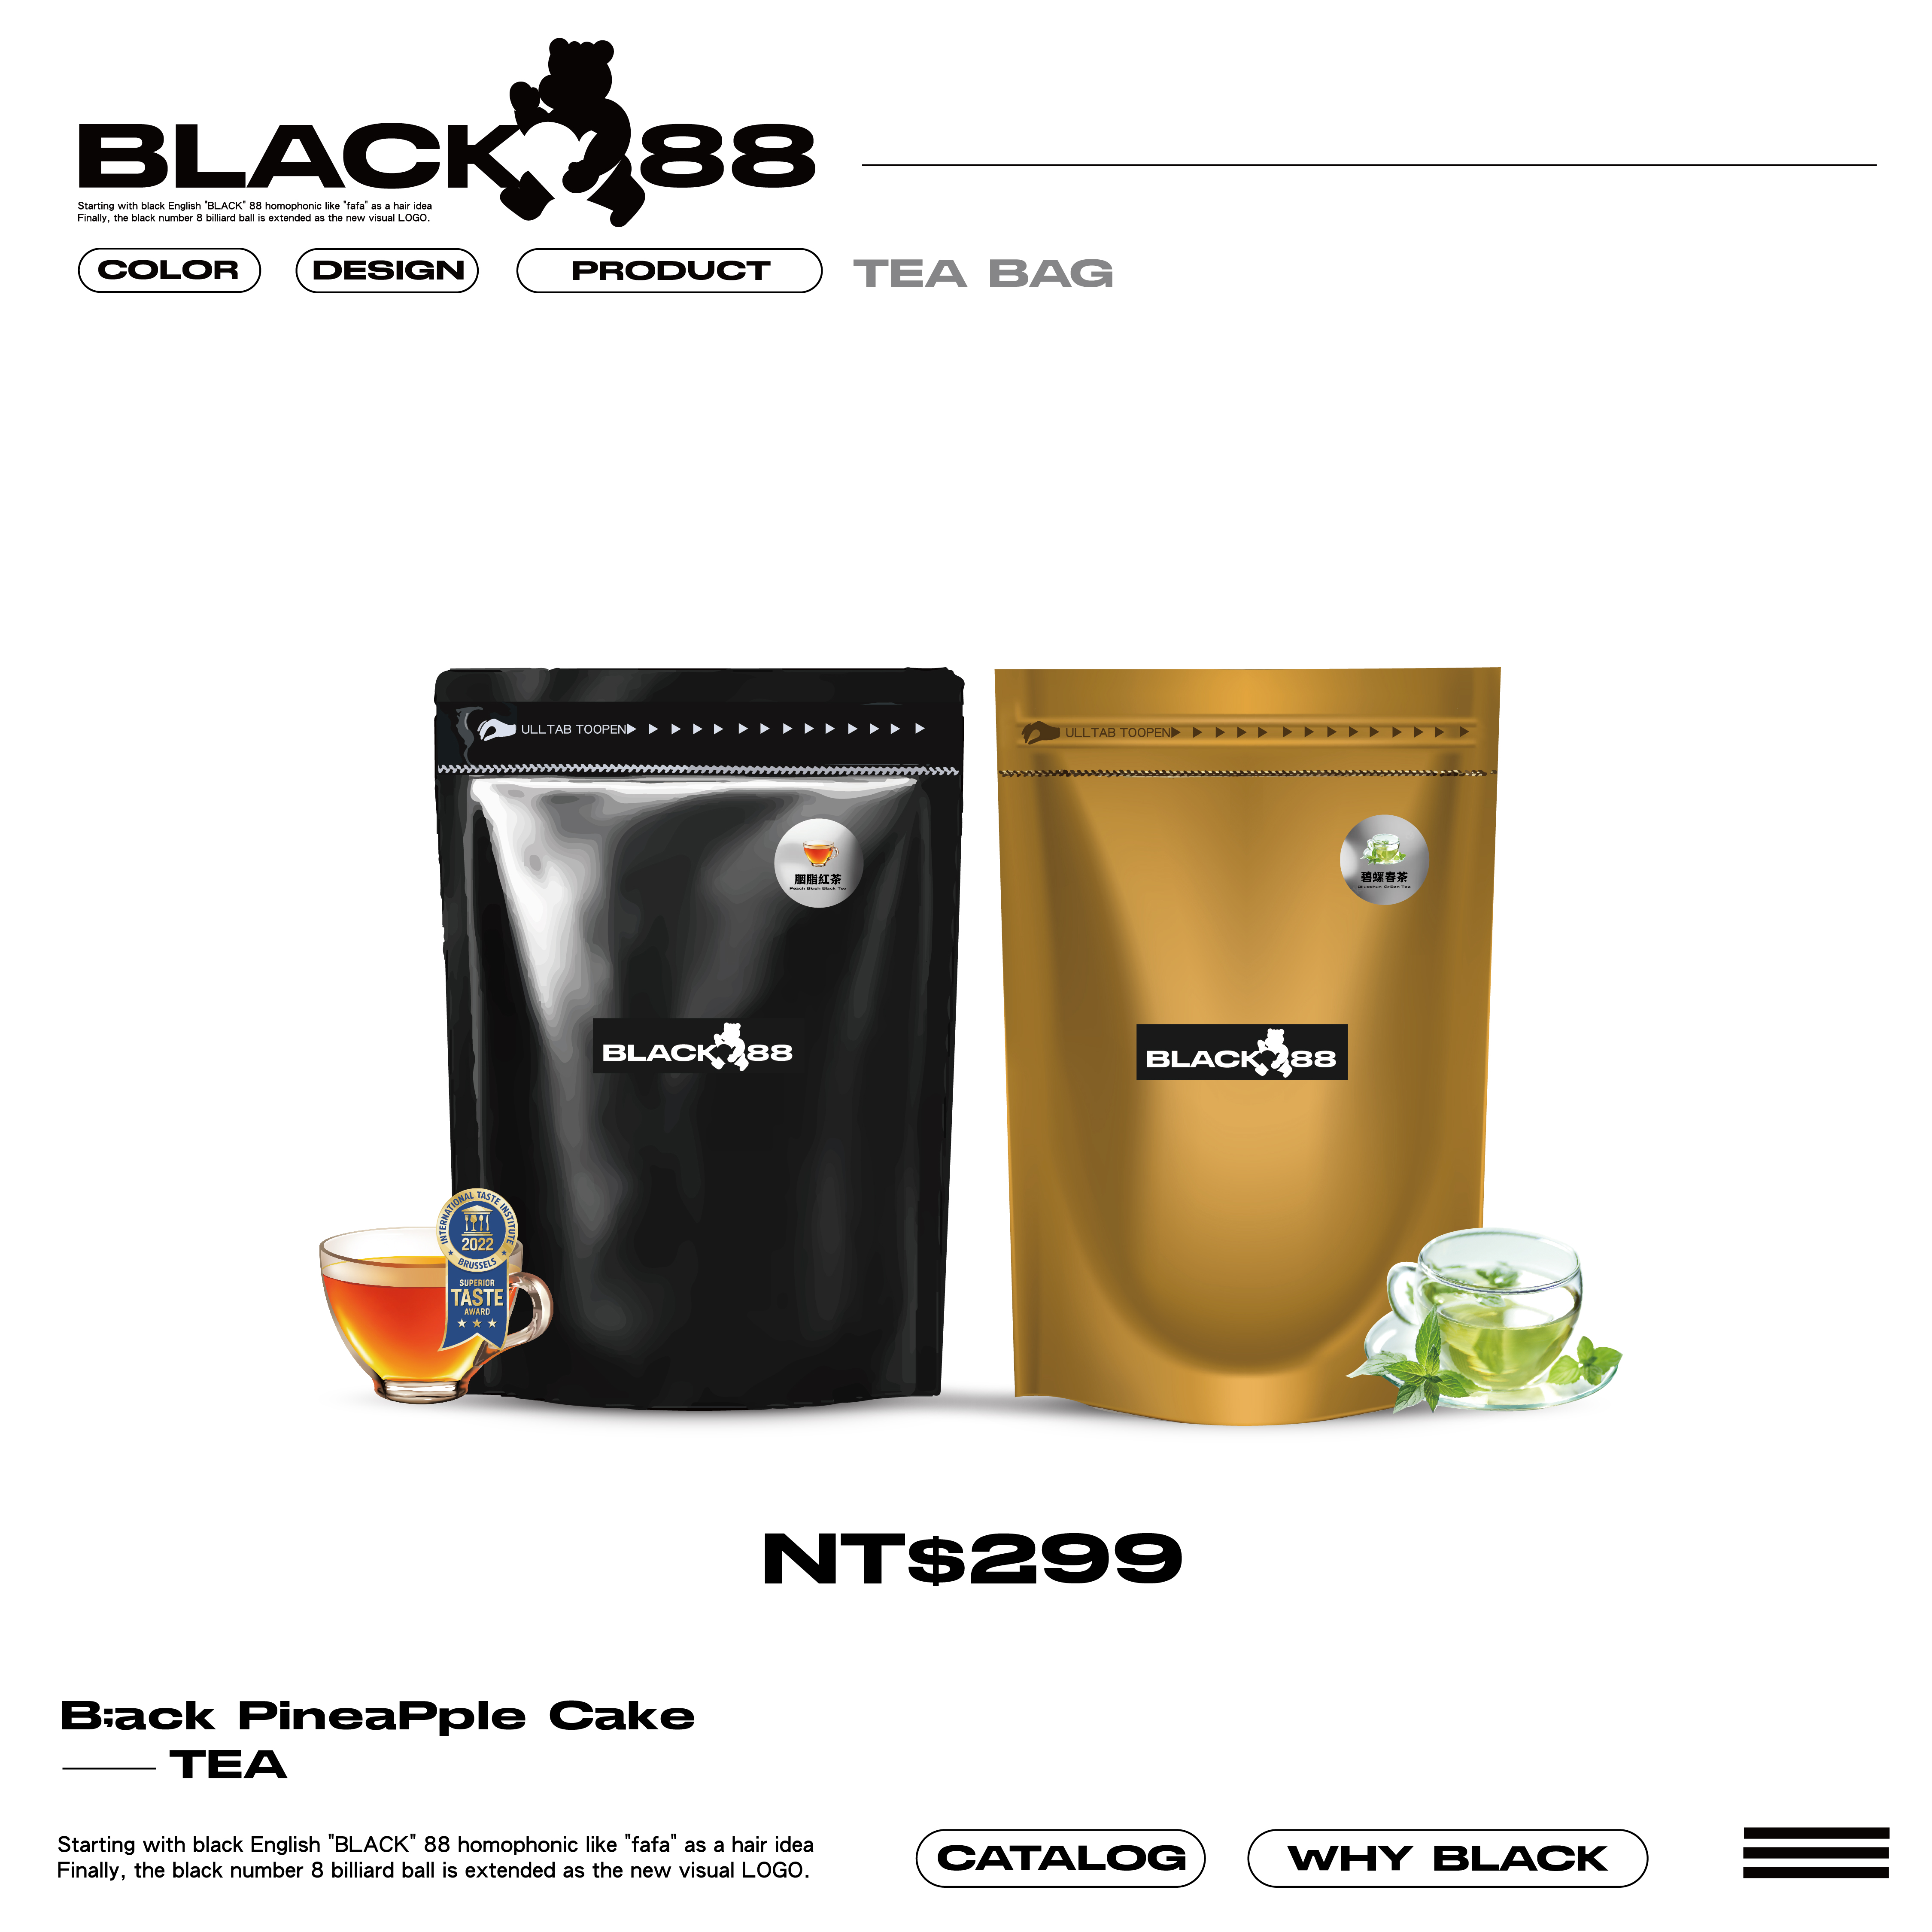 BLACK 88
Starting with black English "BLACK" 88 homophonic like "fafa" as a hair idea
Finally, the black number 8 billiard ball is extended as the new visual LOGO.
COLOR
DESIGN
PRODUCT
TEA BAG
ULLTAB TOOPEN
ULLTAB TOOPEN
胭脂紅茶
Peach Blush Black Tea
碧螺春茶
BLACK 88
BLACK 88
INTERNATIONAL TASTE INSTITUTE
2022
BRUSSELS
SUPERIOR
TASTE
AWARD
NT$299
B;ack PineaPple Cake
TEA
Starting with black English "BLACK" 88 homophonic like "fafa" as a hair idea
Finally, the black number 8 billiard ball is extended as the new visual LOGO.
CATALOG
WHY BLACK